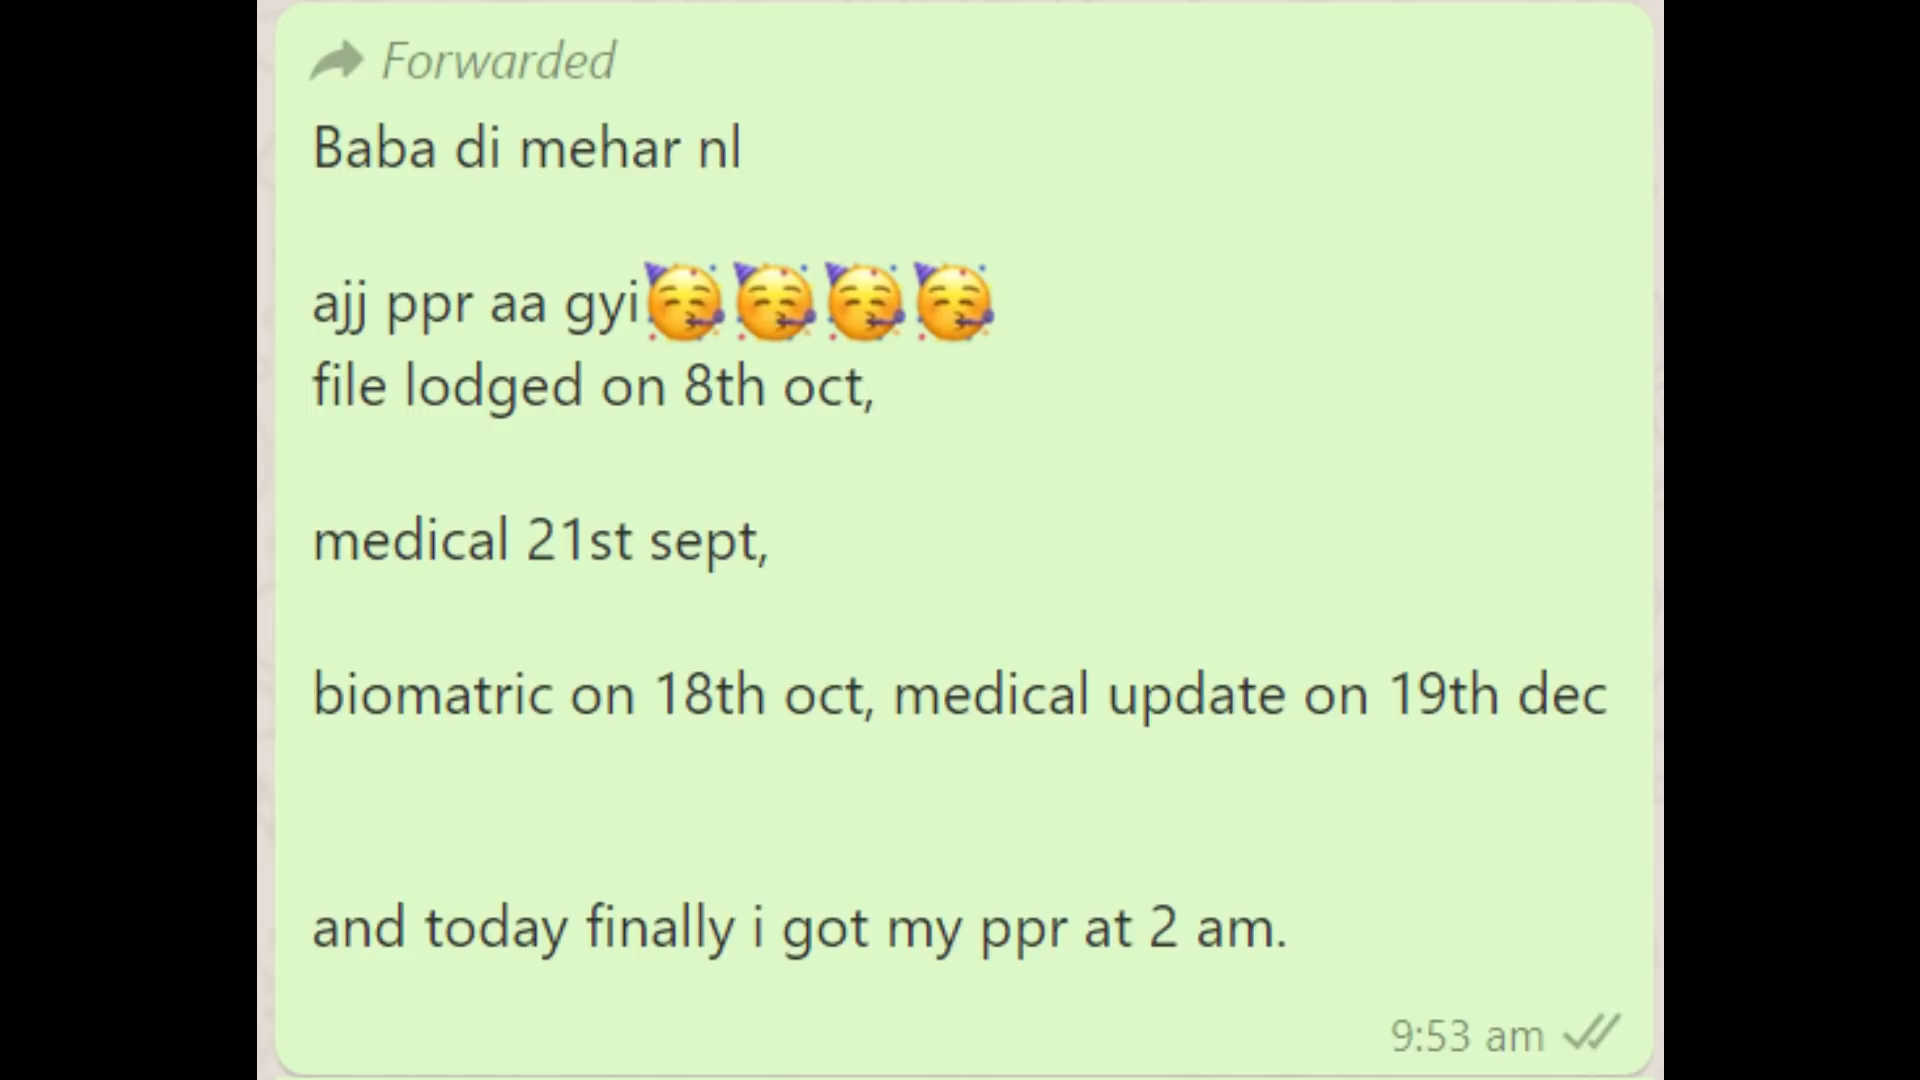 Forwarded
Baba di mehar nl
ajj ppr aa gyi🥳🥳🥳🥳
file lodged on 8th oct,
medical 21st sept,
biomatric on 18th oct, medical update on 19th dec
and today finally i got my ppr at 2 am.
9:53 am